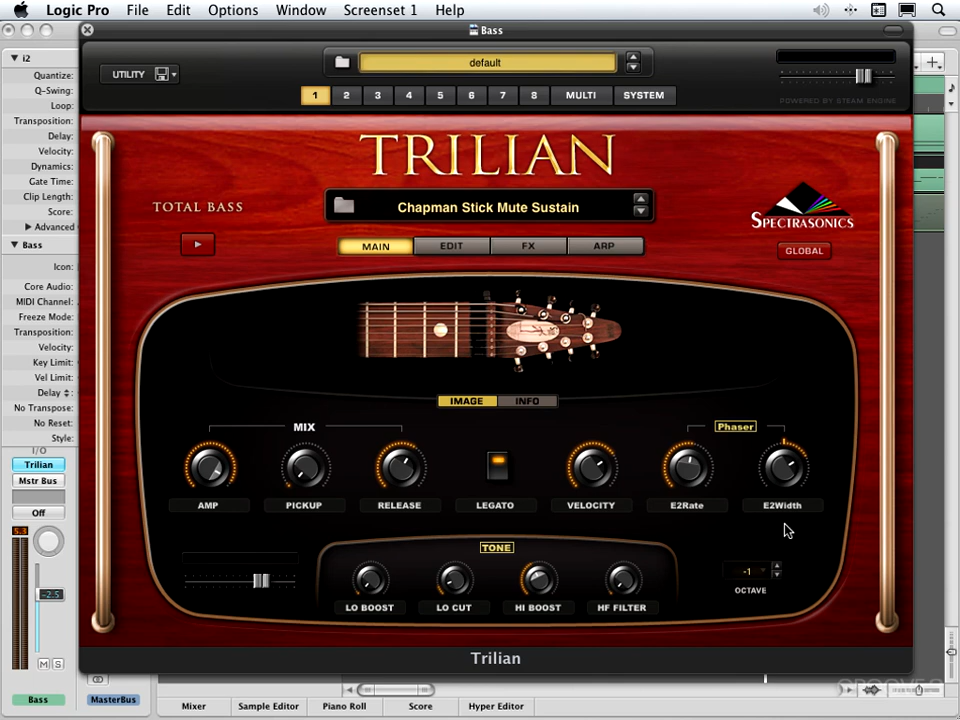 Logic Pro File Edit Options Window Screenset 1 Help
Bass
i2
Quantize:
Q-Swing:
Loop:
Transposition:
Delay:
Velocity:
Dynamics:
Gate Time:
Clip Length:
Score:
Advanced
Bass
Icon:
Core Audio:
MIDI Channel:
Freeze Mode:
Transposition:
Velocity:
Key Limit:
Vel Limit:
Delay
No Transpose:
No Reset:
Style:
I/O
Trilian
Mstr Bus
Off
5.3
-2.5
M S
Bass MasterBus
UTILITY
default
1 2 3 4 5 6 7 8 MULTI SYSTEM
POWERED BY STEAM ENGINE
TRILIAN
TOTAL BASS
Chapman Stick Mute Sustain
SPECTRASONICS
MAIN EDIT FX ARP
GLOBAL
IMAGE INFO
MIX
Phaser
AMP PICKUP RELEASE LEGATO VELOCITY E2Rate E2Width
TONE
LO BOOST LO CUT HI BOOST HF FILTER
-1
OCTAVE
Trilian
Mixer Sample Editor Piano Roll Score Hyper Editor